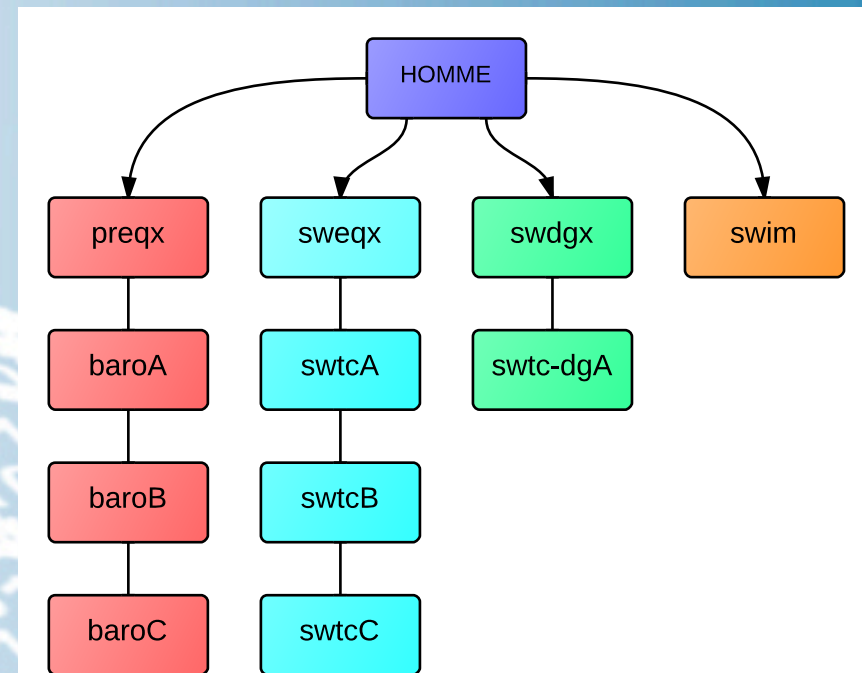 HOMME
preqx
sweqx
swdgx
swim
baroA
swtcA
swtc-dgA
baroB
swtcB
baroC
swtcC